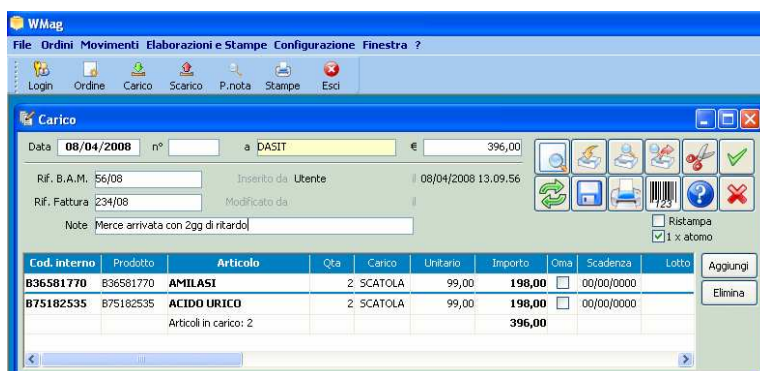 WMag
File Ordini Movimenti Elaborazioni e Stampe Configurazione Finestra ?
Login Ordine Carico Scarico P.nota Stampe Esci
Carico
Data 08/04/2008 n° a DASIT € 396,00
Rif. B.A.M. 56/08 Inserito da Utente il 08/04/2008 13.09.56
Rif. Fattura 234/08 Modificato da il
123
Note Merce arrivata con 2gg di ritardo
Ristampa
1 x atomo
Cod. interno Prodotto Articolo Qta Carico Unitario Importo Oma Scadenza Lotto Aggiungi
B36581770 B36581770 AMILASI 2 SCATOLA 99,00 198,00 00/00/0000
Elimina
B75182535 B75182535 ACIDO URICO 2 SCATOLA 99,00 198,00 00/00/0000
Articoli in carico: 2 396,00